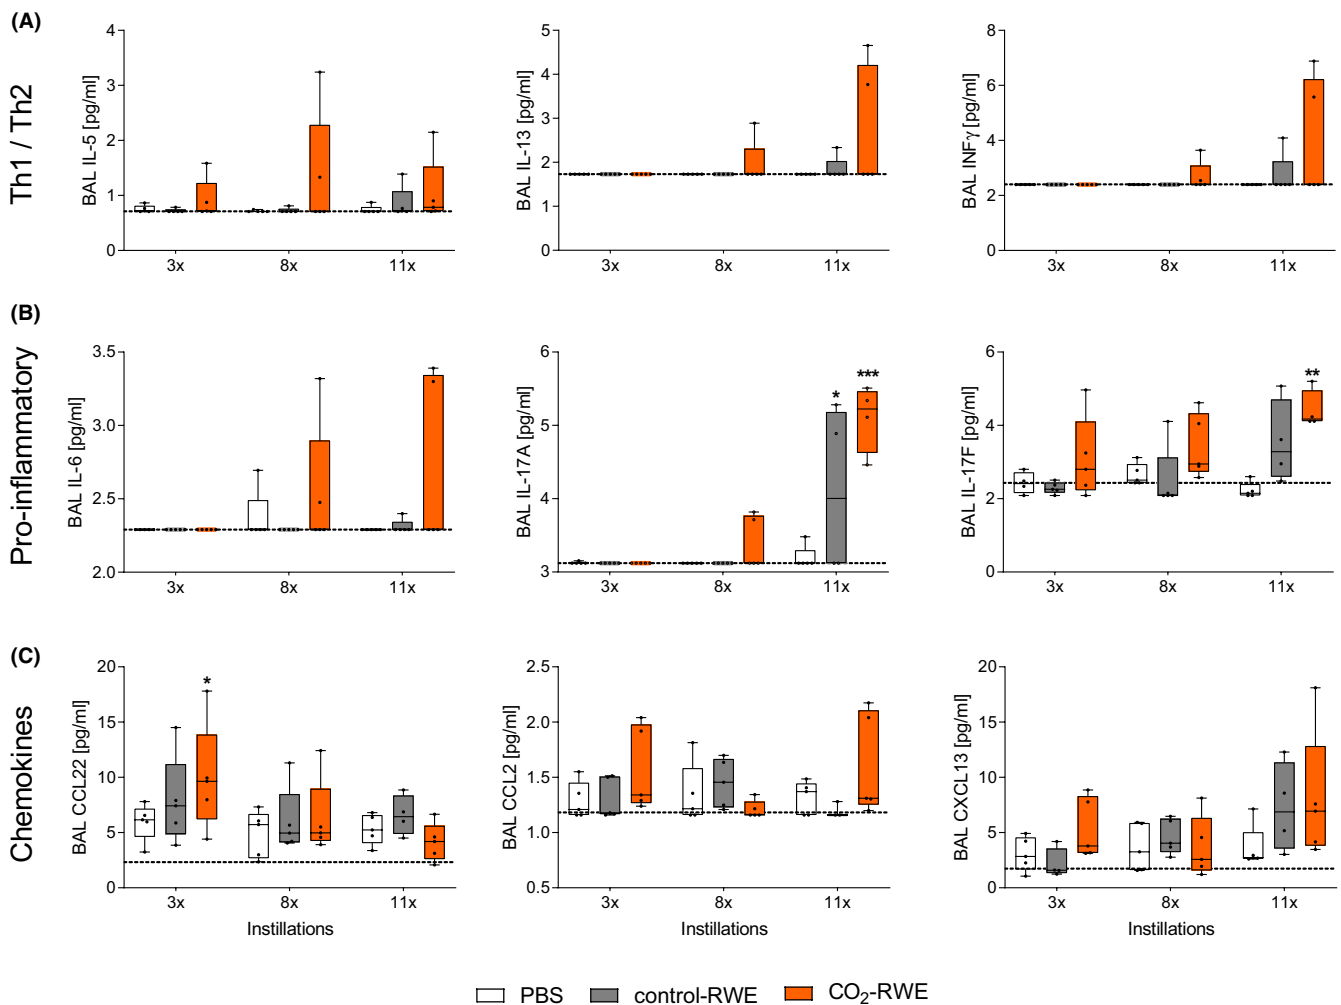 (A)
Th1 / Th2
BAL IL-5 [pg/ml]
4
3
2
1
0
3x
8x
11x
BAL IL-13 [pg/ml]
5
4
3
2
1
0
3x
8x
11x
BAL INFγ [pg/ml]
8
6
4
2
0
3x
8x
11x
(B)
Pro-inflammatory
BAL IL-6 [pg/ml]
3.5
3.0
2.5
2.0
3x
8x
11x
BAL IL-17A [pg/ml]
6
5
4
3
*
***
3x
8x
11x
BAL IL-17F [pg/ml]
6
4
2
0
**
3x
8x
11x
(C)
Chemokines
BAL CCL22 [pg/ml]
20
15
10
5
0
*
3x
8x
11x
Instillations
BAL CCL2 [pg/ml]
2.5
2.0
1.5
1.0
0.5
3x
8x
11x
Instillations
BAL CXCL13 [pg/ml]
20
15
10
5
0
3x
8x
11x
Instillations
PBS
control-RWE
CO₂-RWE